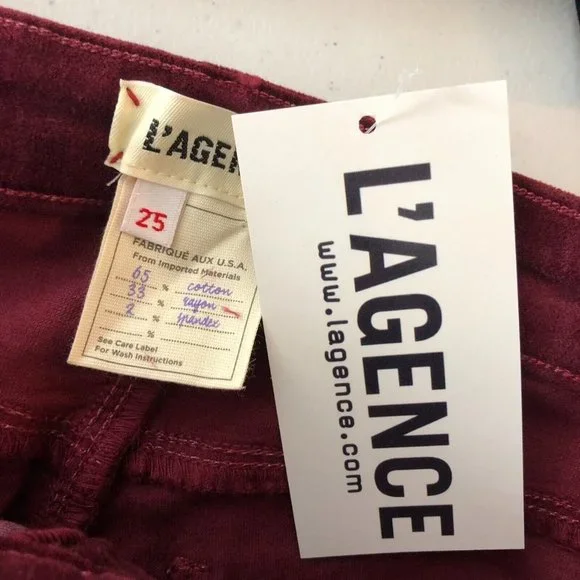 L'AGEN
25
FABRIQUÉ AUX U.S.A.
From Imported Materials
65 % cotton
33 % rayon
2 % spandex
%
See Care Label
For Wash Instructions
L'AGENCE
www.lagence.com